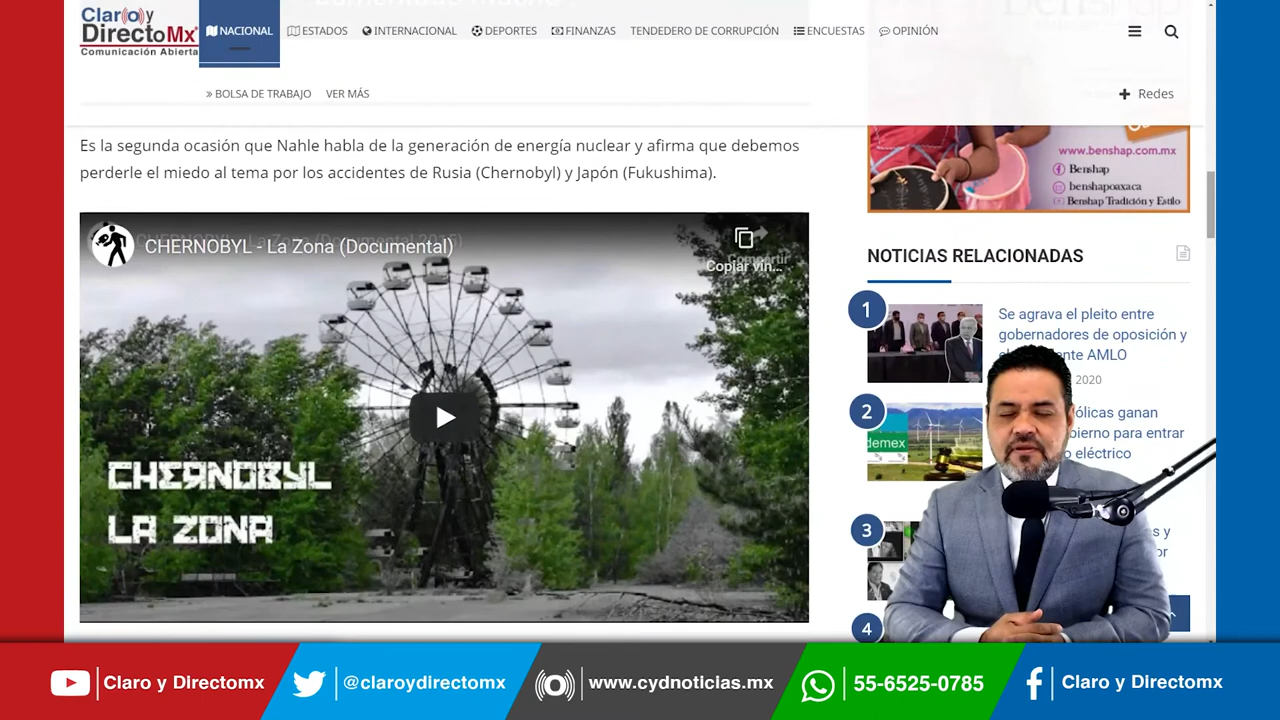 Claro y
DirectoMx
Comunicación Abierta
NACIONAL
ESTADOS
INTERNACIONAL
DEPORTES
FINANZAS
TENDEDERO DE CORRUPCIÓN
ENCUESTAS
OPINIÓN
» BOLSA DE TRABAJO
VER MÁS
+ Redes
Es la segunda ocasión que Nahle habla de la generación de energía nuclear y afirma que debemos
perderle el miedo al tema por los accidentes de Rusia (Chernobyl) y Japón (Fukushima).
www.benshap.com.mx
Benshap
benshapoaxaca
Benshap Tradición y Estilo
CHERNOBYL - La Zona (Documental)
Compartir
Copiar vín...
CHERNOBYL
LA ZONA
NOTICIAS RELACIONADAS
1
Se agrava el pleito entre
gobernadores de oposición y
AMLO
2020
2
demex
ganan
para entrar
eléctrico
3
y
4
Claro y Directomx
@claroydirectomx
www.cydnoticias.mx
55-6525-0785
Claro y Directomx